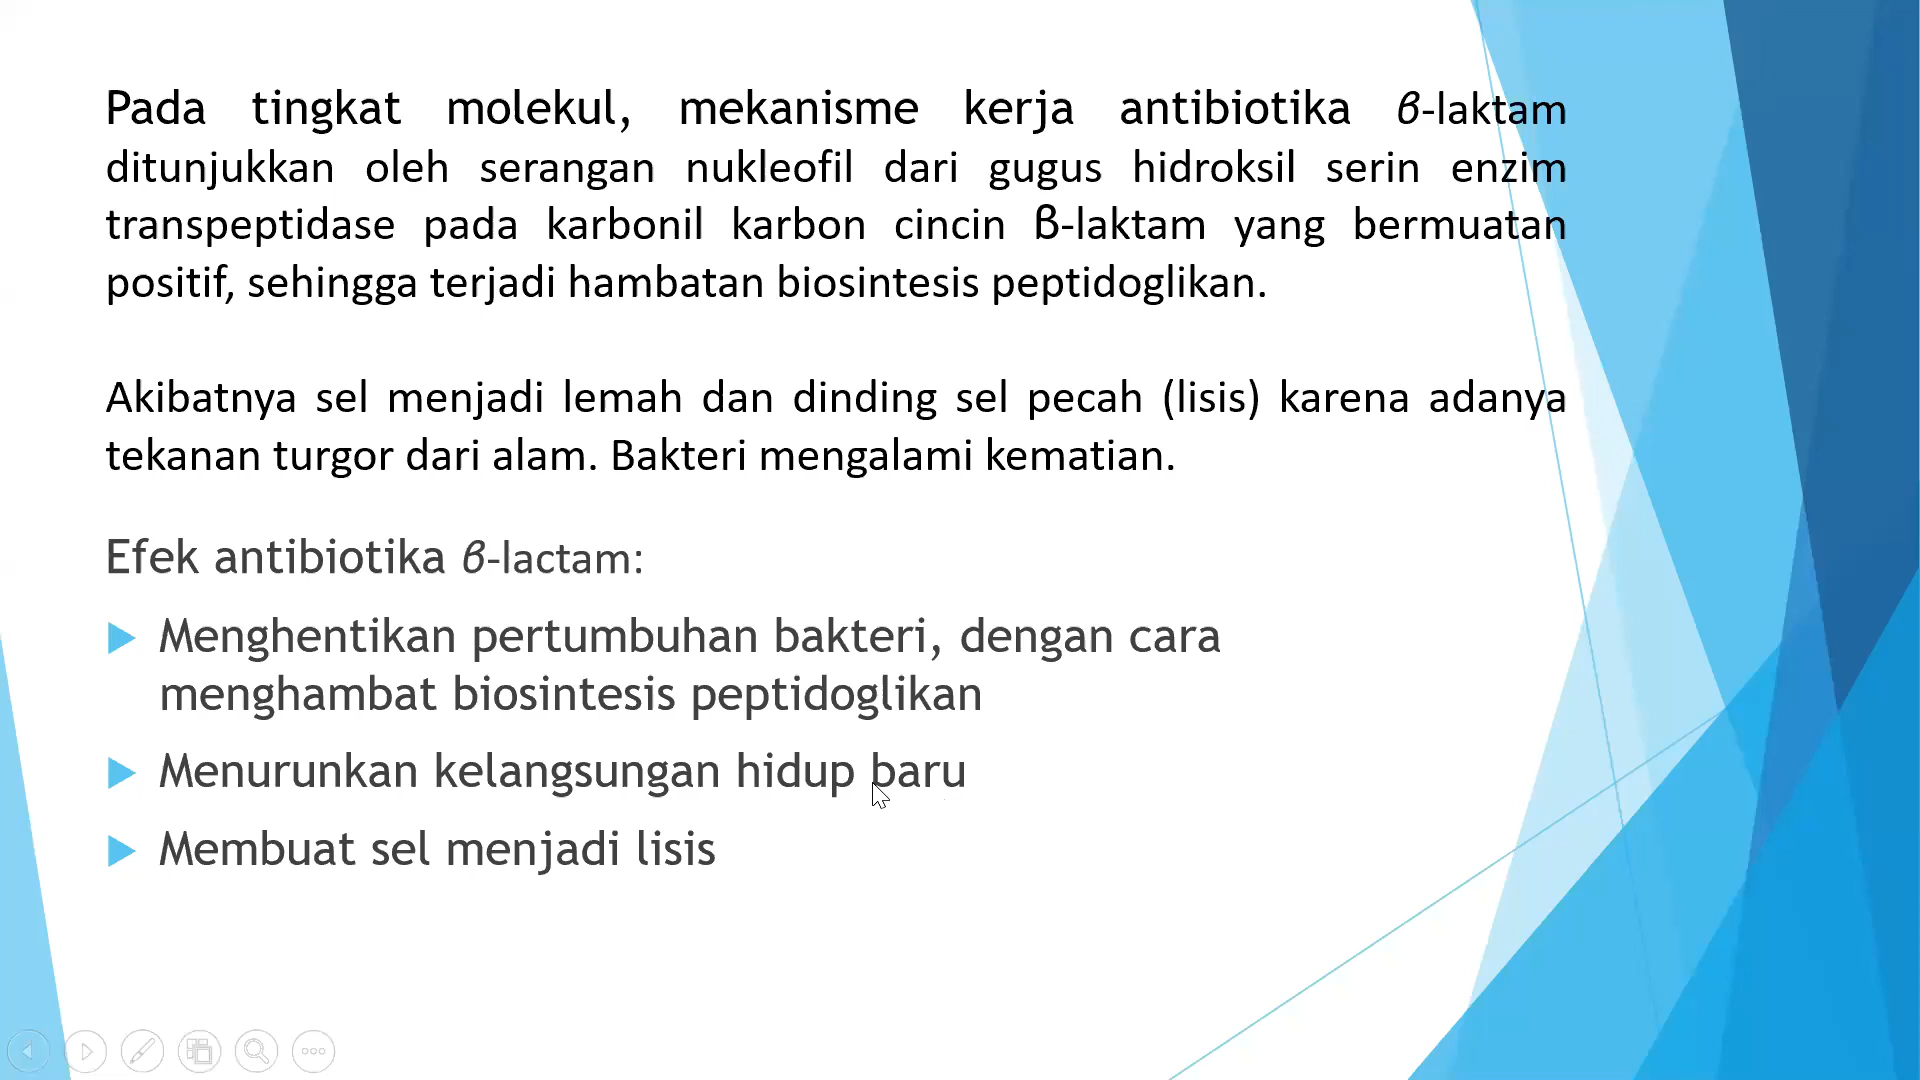 Pada tingkat molekul, mekanisme kerja antibiotika β-laktam
ditunjukkan oleh serangan nukleofil dari gugus hidroksil serin enzim
transpeptidase pada karbonil karbon cincin β-laktam yang bermuatan
positif, sehingga terjadi hambatan biosintesis peptidoglikan.
Akibatnya sel menjadi lemah dan dinding sel pecah (lisis) karena adanya
tekanan turgor dari alam. Bakteri mengalami kematian.
Efek antibiotika β-lactam:
Menghentikan pertumbuhan bakteri, dengan cara
menghambat biosintesis peptidoglikan
Menurunkan kelangsungan hidup baru
Membuat sel menjadi lisis